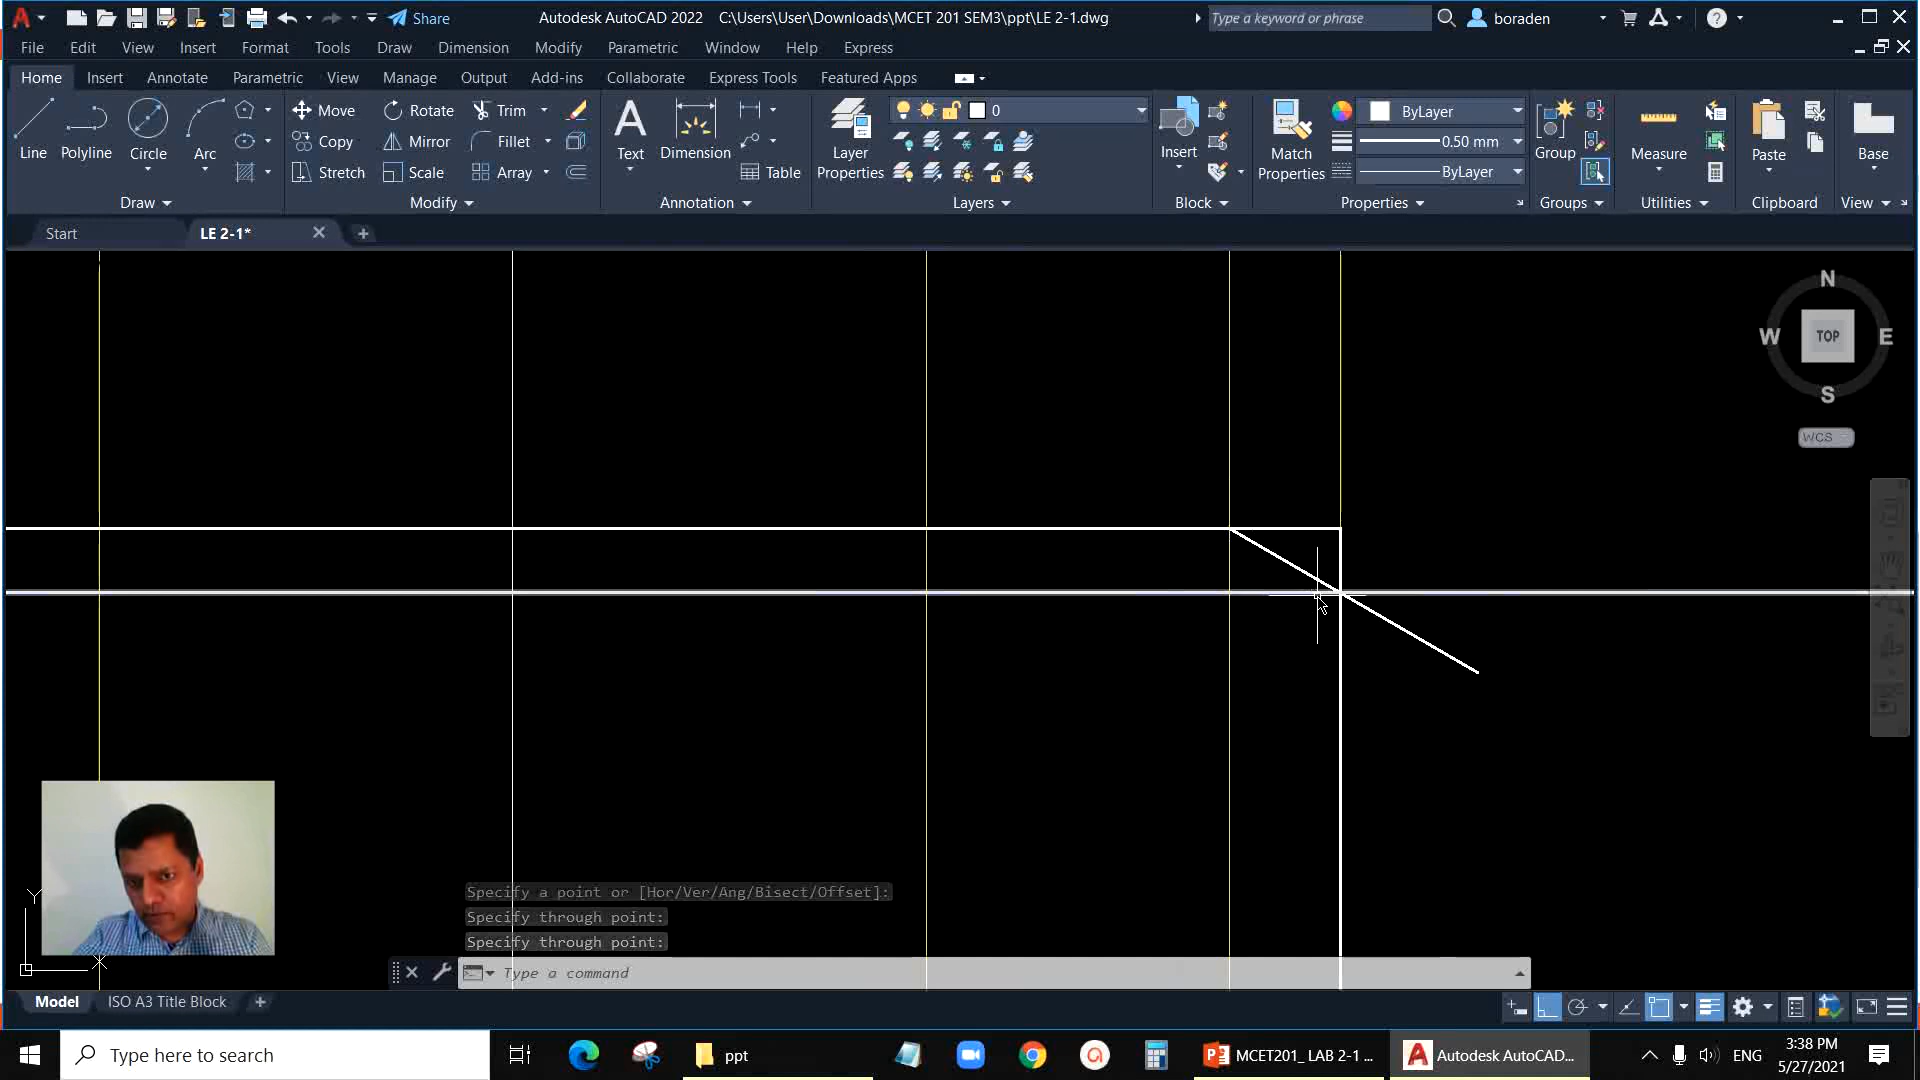 Share
Autodesk AutoCAD 2022 C:\Users\User\Downloads\MCET 201 SEM3\ppt\LE 2-1.dwg
Type a keyword or phrase
boraden
File Edit View Insert Format Tools Draw Dimension Modify Parametric Window Help Express
Home Insert Annotate Parametric View Manage Output Add-ins Collaborate Express Tools Featured Apps
Move Rotate Trim
0
ByLayer
Copy Mirror Fillet
0.50 mm
Line Polyline Circle Arc
Text Dimension
Layer Properties
Insert
Match Properties
Group
Measure
Paste
Base
Stretch Scale Array
Table
ByLayer
Draw Modify Annotation Layers Block Properties Groups Utilities Clipboard View
Start
LE 2-1*
N
W TOP E
S
WCS
Y
Specify a point or [Hor/Ver/Ang/Bisect/Offset]:
Specify through point:
Specify through point:
Type a command
Model
ISO A3 Title Block
Type here to search
ppt
MCET201_ LAB 2-1 ...
Autodesk AutoCAD...
ENG
3:38 PM
5/27/2021